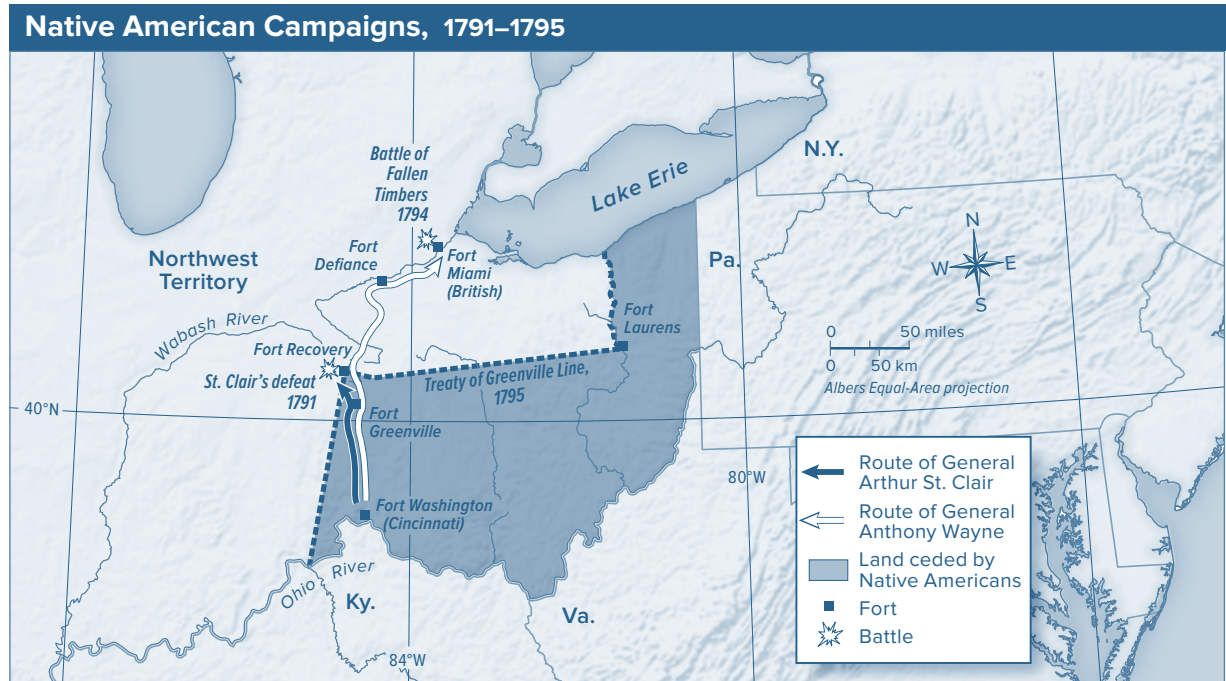 Native American Campaigns, 1791–1795
N.Y.
Battle of
Fallen
Timbers
1794
Lake Erie
Northwest
Territory
Fort
Defiance
Fort
Miami
(British)
Pa.
N
W
E
S
Wabash River
Fort
Laurens
0 50 miles
0 50 km
Albers Equal-Area projection
Fort Recovery
St. Clair's defeat
1791
Treaty of Greenville Line,
1795
40°N
Fort
Greenville
80°W
Fort Washington
(Cincinnati)
Ohio River
Ky.
Va.
84°W
Route of General
Arthur St. Clair
Route of General
Anthony Wayne
Land ceded by
Native Americans
Fort
Battle